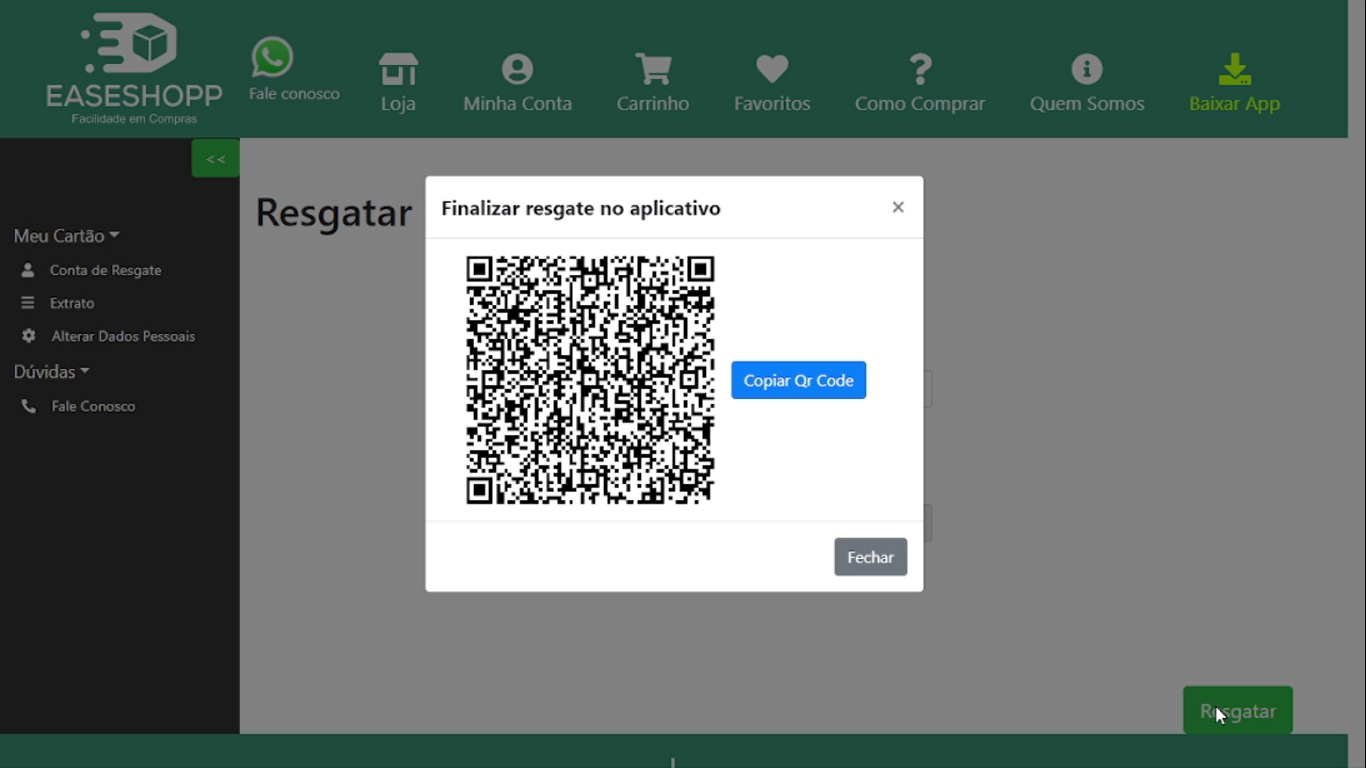 EASESHOPP
Facilidade em Compras
Fale conosco
Loja
Minha Conta
Carrinho
Favoritos
Como Comprar
Quem Somos
Baixar App
<<
Meu Cartão
Conta de Resgate
Extrato
Alterar Dados Pessoais
Dúvidas
Fale Conosco
Resgatar
Finalizar resgate no aplicativo
×
Copiar Qr Code
Fechar
Resgatar